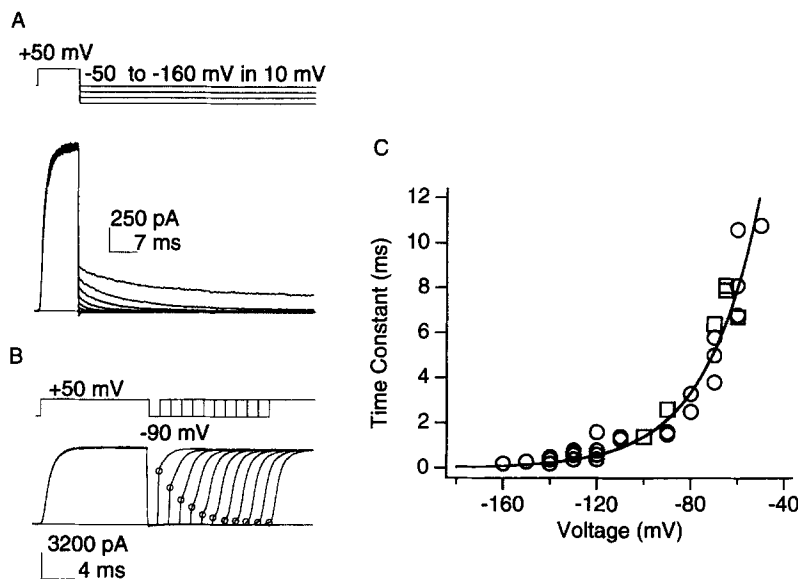 A
+50 mV
-50 to -160 mV in 10 mV
250 pA
7 ms
B
+50 mV
-90 mV
3200 pA
4 ms
C
Time Constant (ms)
12
10
8
6
4
2
0
-160
-120
-80
-40
Voltage (mV)